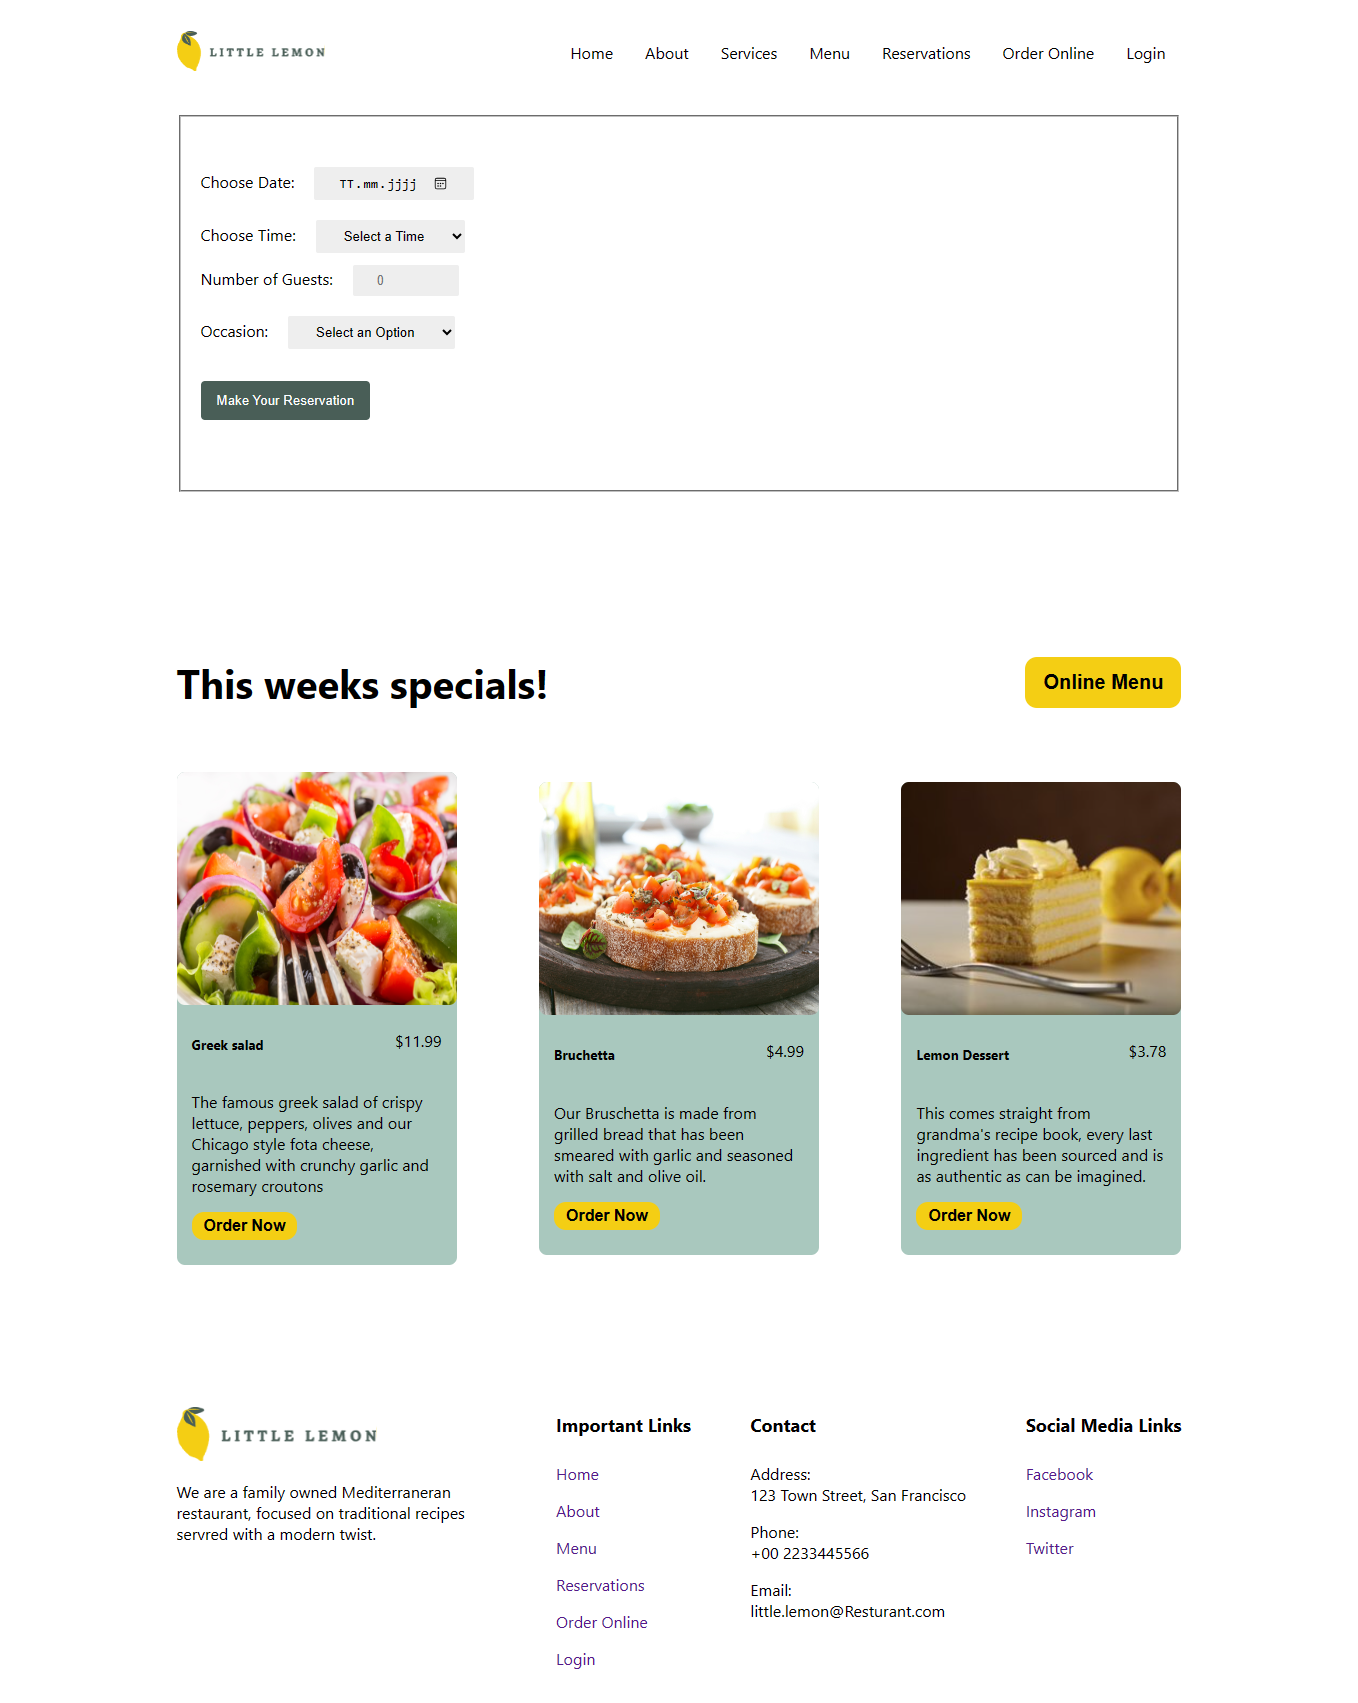 LITTLE LEMON
Home About Services Menu Reservations Order Online Login
Choose Date: TT.mm.jjjj
Choose Time: Select a Time
Number of Guests: 0
Occasion: Select an Option
Make Your Reservation
This weeks specials!
Online Menu
Greek salad $11.99
The famous greek salad of crispy
lettuce, peppers, olives and our
Chicago style fota cheese,
garnished with crunchy garlic and
rosemary croutons
Order Now
Bruchetta $4.99
Our Bruschetta is made from
grilled bread that has been
smeared with garlic and seasoned
with salt and olive oil.
Order Now
Lemon Dessert $3.78
This comes straight from
grandma's recipe book, every last
ingredient has been sourced and is
as authentic as can be imagined.
Order Now
LITTLE LEMON
We are a family owned Mediterraneran
restaurant, focused on traditional recipes
servred with a modern twist.
Important Links
Home
About
Menu
Reservations
Order Online
Login
Contact
Address:
123 Town Street, San Francisco
Phone:
+00 2233445566
Email:
little.lemon@Resturant.com
Social Media Links
Facebook
Instagram
Twitter